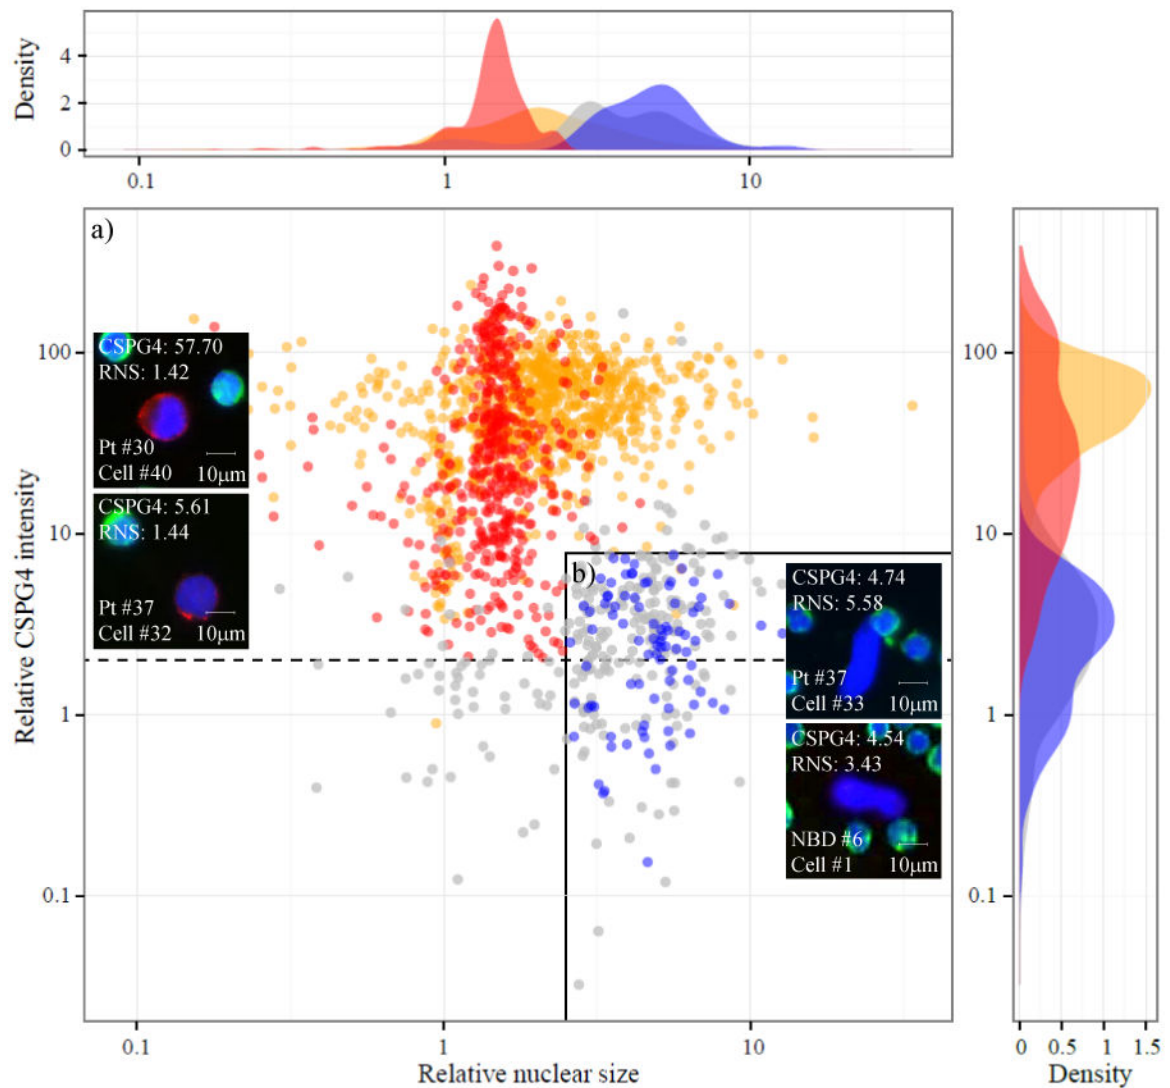 Density
4
2
0
0.1 1 10
a)
Relative CSPG4 intensity
100
10
1
0.1
CSPG4: 57.70
RNS: 1.42
Pt #30
Cell #40 10μm
CSPG4: 5.61
RNS: 1.44
Pt #37
Cell #32 10μm
b)
CSPG4: 4.74
RNS: 5.58
Pt #37
Cell #33 10μm
CSPG4: 4.54
RNS: 3.43
NBD #6
Cell #1 10μm
0.1 1 10
Relative nuclear size
100
10
1
0.1
0 0.5 1 1.5
Density